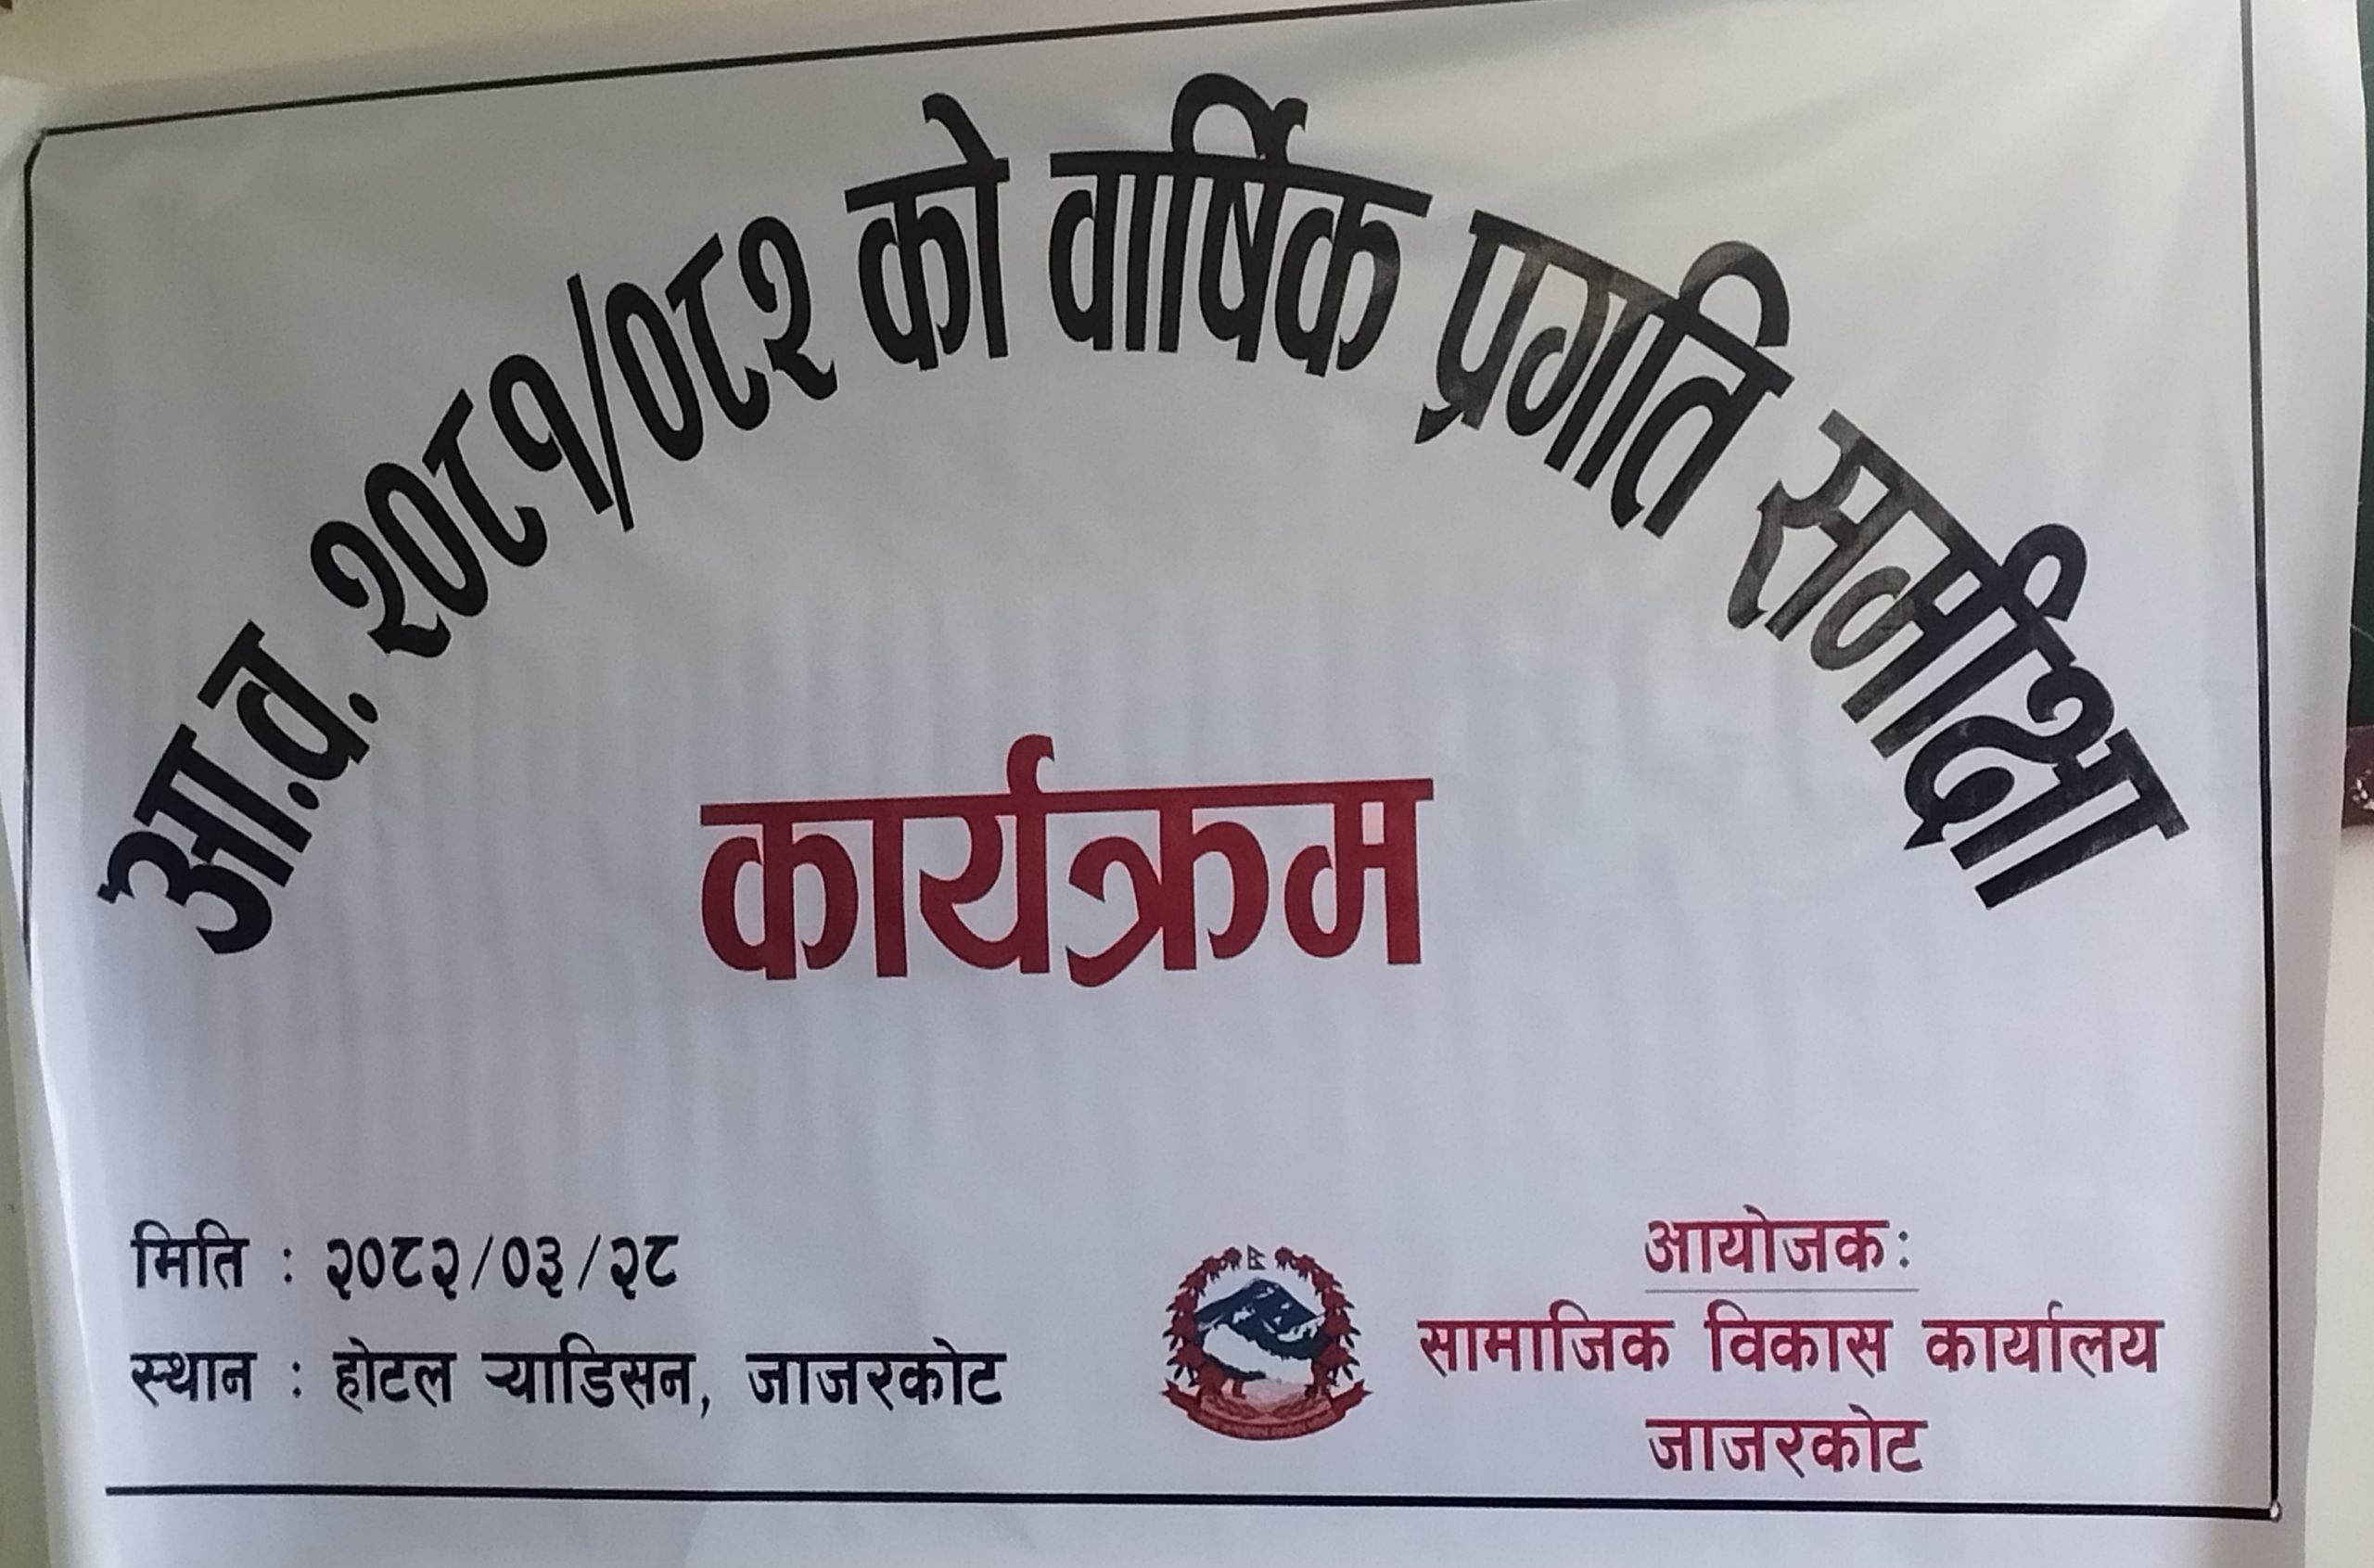 आ.व. २०८१/०८२ को वार्षिक प्रगति समीक्षा
कार्यक्रम
मिति : २०८२/०३/२८
स्थान : होटल र्‍याडिसन, जाजरकोट
आयोजक:
सामाजिक विकास कार्यालय
जाजरकोट